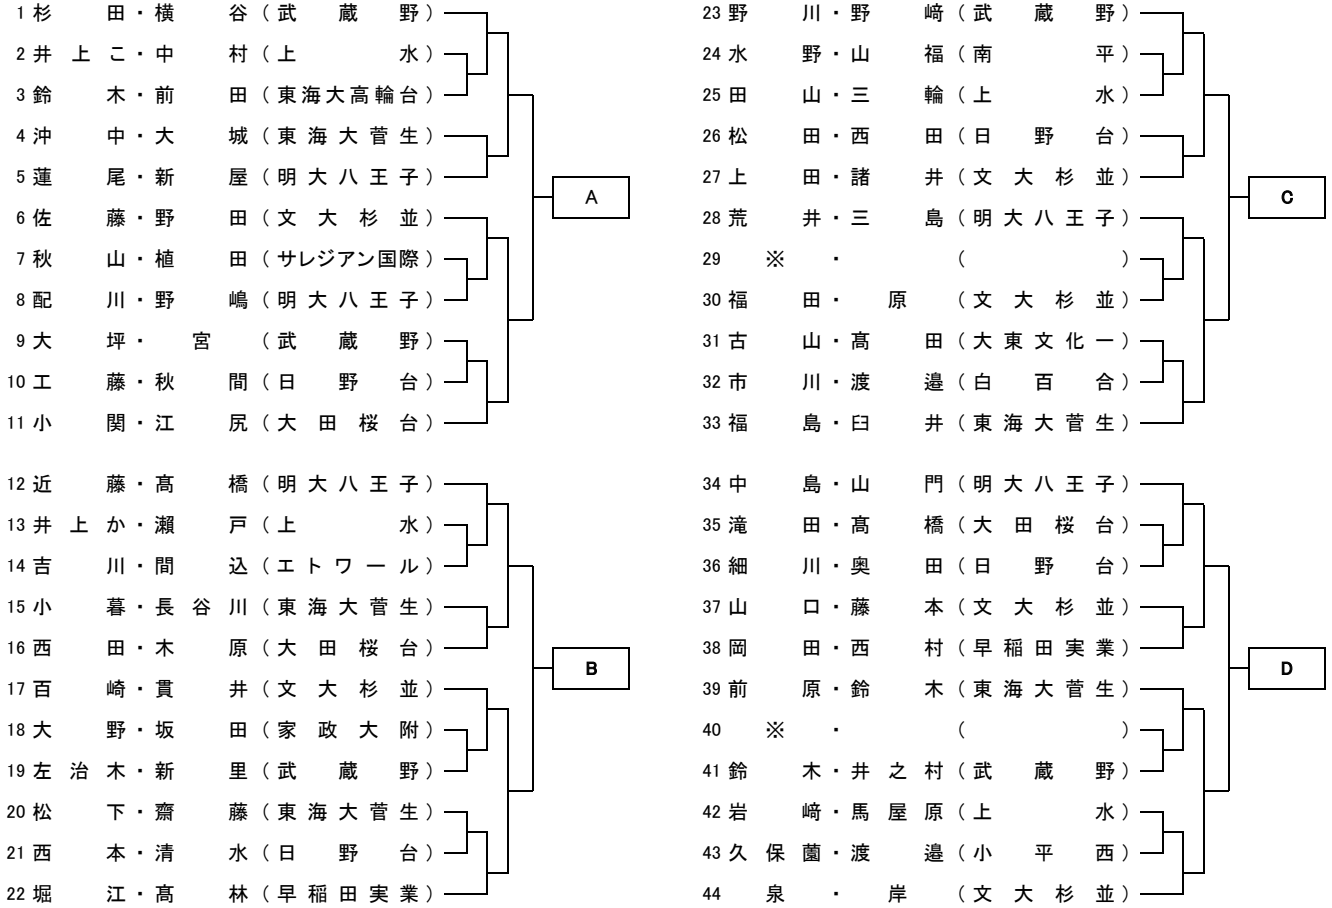 1 杉田・横谷（武蔵野）
2 井上こ・中村（上水）
3 鈴木・前田（東海大高輪台）
4 沖中・大城（東海大菅生）
5 蓮尾・新屋（明大八王子）
A
6 佐藤・野田（文大杉並）
7 秋山・植田（サレジアン国際）
8 配川・野嶋（明大八王子）
9 大坪・宮（武蔵野）
10 工藤・秋間（日野台）
11 小関・江尻（大田桜台）
12 近藤・髙橋（明大八王子）
13 井上か・瀬戸（上水）
14 吉川・間込（エトワール）
15 小暮・長谷川（東海大菅生）
16 西田・木原（大田桜台）
B
17 百崎・貫井（文大杉並）
18 大野・坂田（家政大附）
19 左治木・新里（武蔵野）
20 松下・齋藤（東海大菅生）
21 西本・清水（日野台）
22 堀江・髙林（早稲田実業）
23 野川・野﨑（武蔵野）
24 水野・山福（南平）
25 田山・三輪（上水）
26 松田・西田（日野台）
27 上田・諸井（文大杉並）
C
28 荒井・三島（明大八王子）
29 ※・（）
30 福田・原（文大杉並）
31 古山・髙田（大東文化一）
32 市川・渡邉（白百合）
33 福島・臼井（東海大菅生）
34 中島・山門（明大八王子）
35 滝田・髙橋（大田桜台）
36 細川・奥田（日野台）
37 山口・藤本（文大杉並）
38 岡田・西村（早稲田実業）
D
39 前原・鈴木（東海大菅生）
40 ※・（）
41 鈴木・井之村（武蔵野）
42 岩﨑・馬屋原（上水）
43 久保薗・渡邉（小平西）
44 泉・岸（文大杉並）